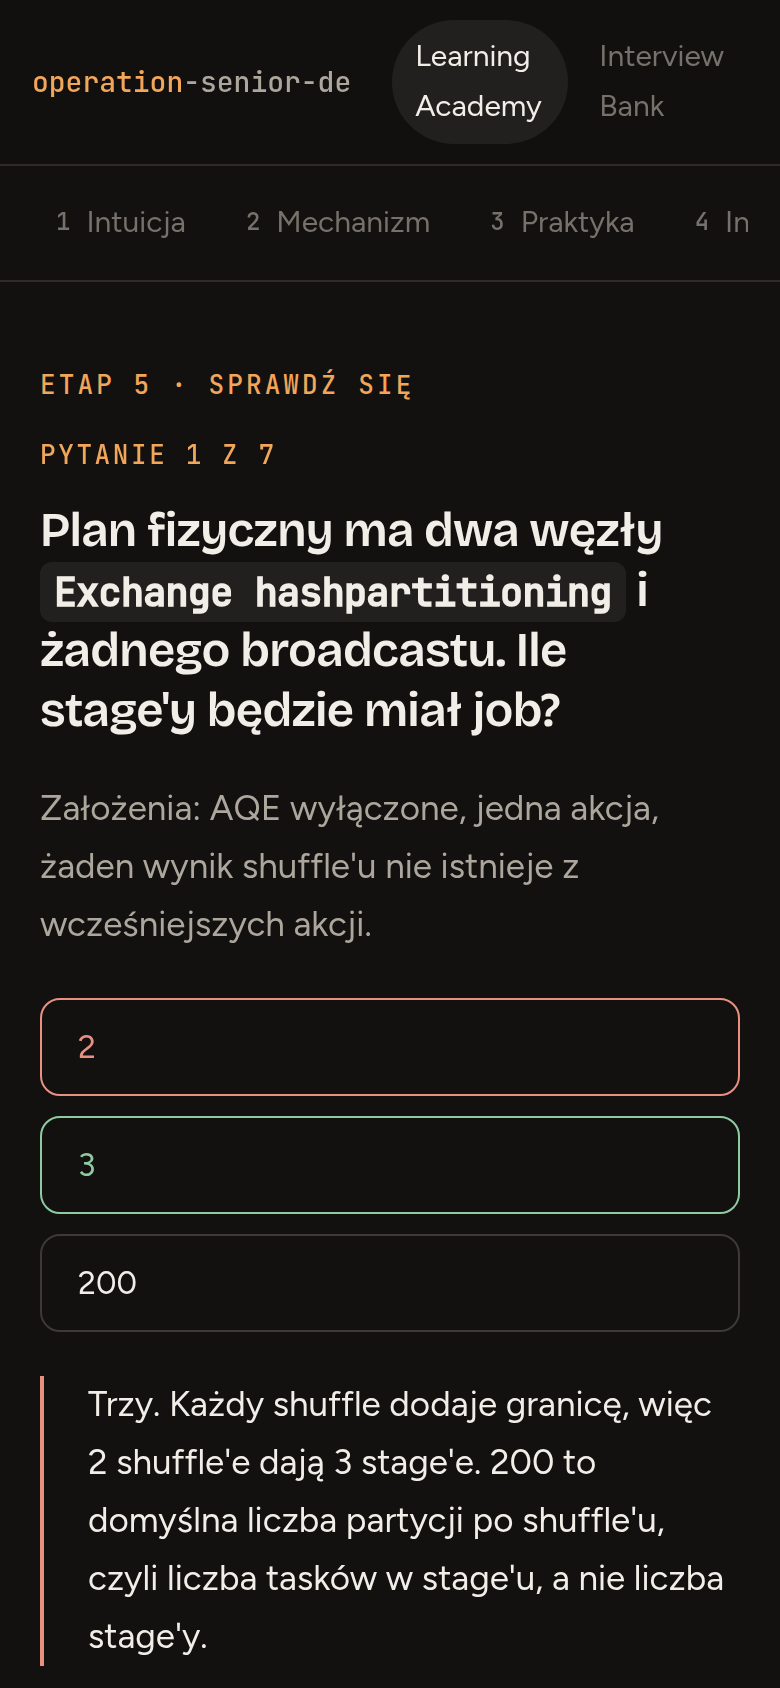 operation-senior-de
Learning
Academy
Interview
Bank
1 Intuicja 2 Mechanizm 3 Praktyka 4 In
ETAP 5 · SPRAWDŹ SIĘ
PYTANIE 1 Z 7
Plan fizyczny ma dwa węzły
Exchange hashpartitioning i
żadnego broadcastu. Ile
stage'y będzie miał job?
Założenia: AQE wyłączone, jedna akcja,
żaden wynik shuffle'u nie istnieje z
wcześniejszych akcji.
2
3
200
Trzy. Każdy shuffle dodaje granicę, więc
2 shuffle'e dają 3 stage'e. 200 to
domyślna liczba partycji po shuffle'u,
czyli liczba tasków w stage'u, a nie liczba
stage'y.